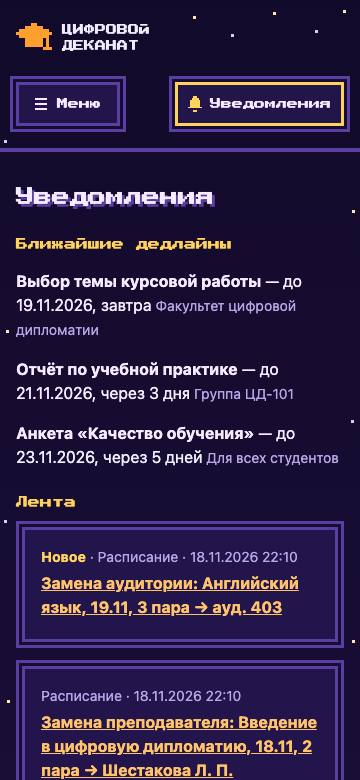 ЦИФРОВОЙ
ДЕКАНАТ
☰ Меню
Уведомления
Уведомления
Ближайшие дедлайны
Выбор темы курсовой работы — до
19.11.2026, завтра Факультет цифровой
дипломатии
Отчёт по учебной практике — до
21.11.2026, через 3 дня Группа ЦД-101
Анкета «Качество обучения» — до
23.11.2026, через 5 дней Для всех студентов
Лента
Новое · Расписание · 18.11.2026 22:10
Замена аудитории: Английский
язык, 19.11, 3 пара → ауд. 403
Расписание · 18.11.2026 22:10
Замена преподавателя: Введение
в цифровую дипломатию, 18.11, 2
пара → Шестакова Л. П.